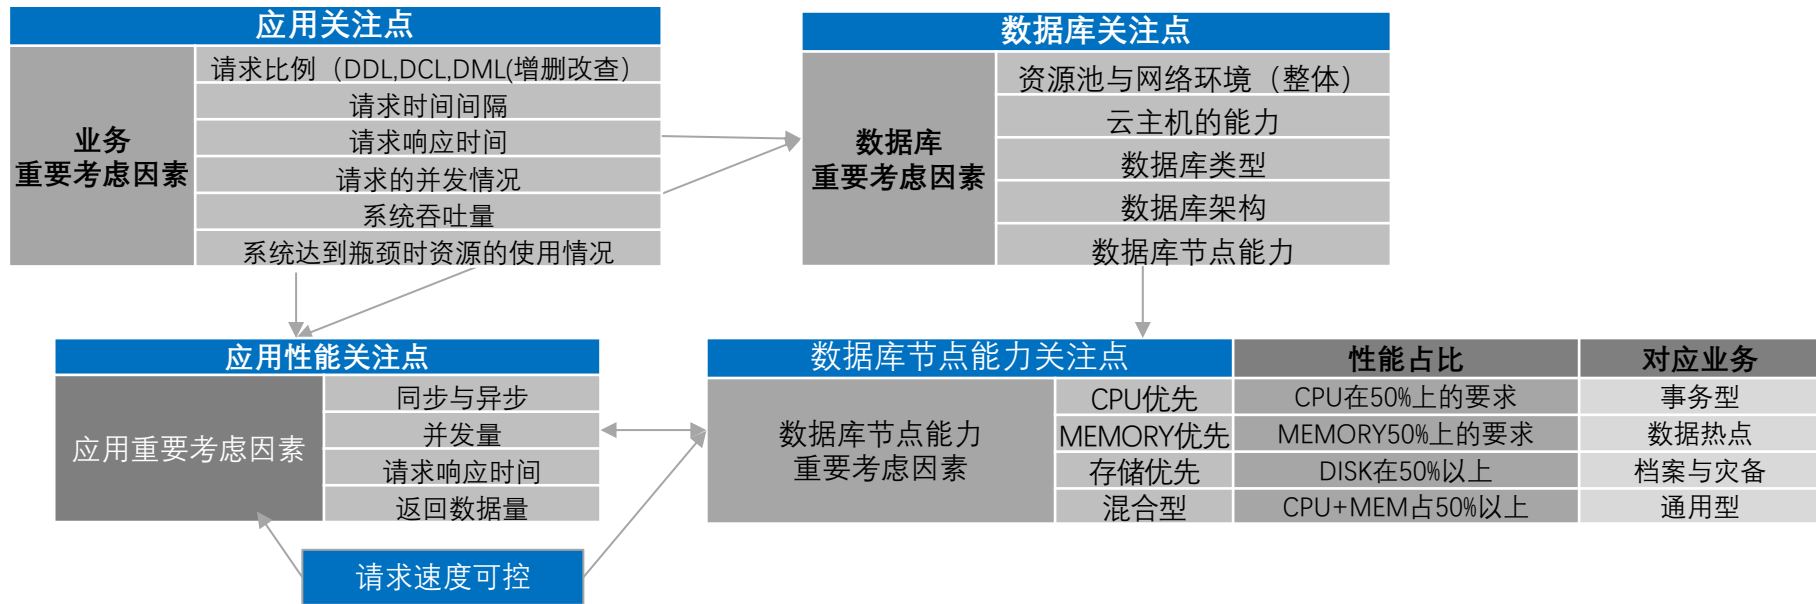 应用关注点
业务
重要考虑因素
请求比例（DDL,DCL,DML(增删改查）
请求时间间隔
请求响应时间
请求的并发情况
系统吞吐量
系统达到瓶颈时资源的使用情况
数据库关注点
数据库
重要考虑因素
资源池与网络环境（整体）
云主机的能力
数据库类型
数据库架构
数据库节点能力
应用性能关注点
应用重要考虑因素
同步与异步
并发量
请求响应时间
返回数据量
数据库节点能力关注点 性能占比 对应业务
数据库节点能力
重要考虑因素
CPU优先 CPU在50%上的要求 事务型
MEMORY优先 MEMORY50%上的要求 数据热点
存储优先 DISK在50%以上 档案与灾备
混合型 CPU+MEM占50%以上 通用型
请求速度可控